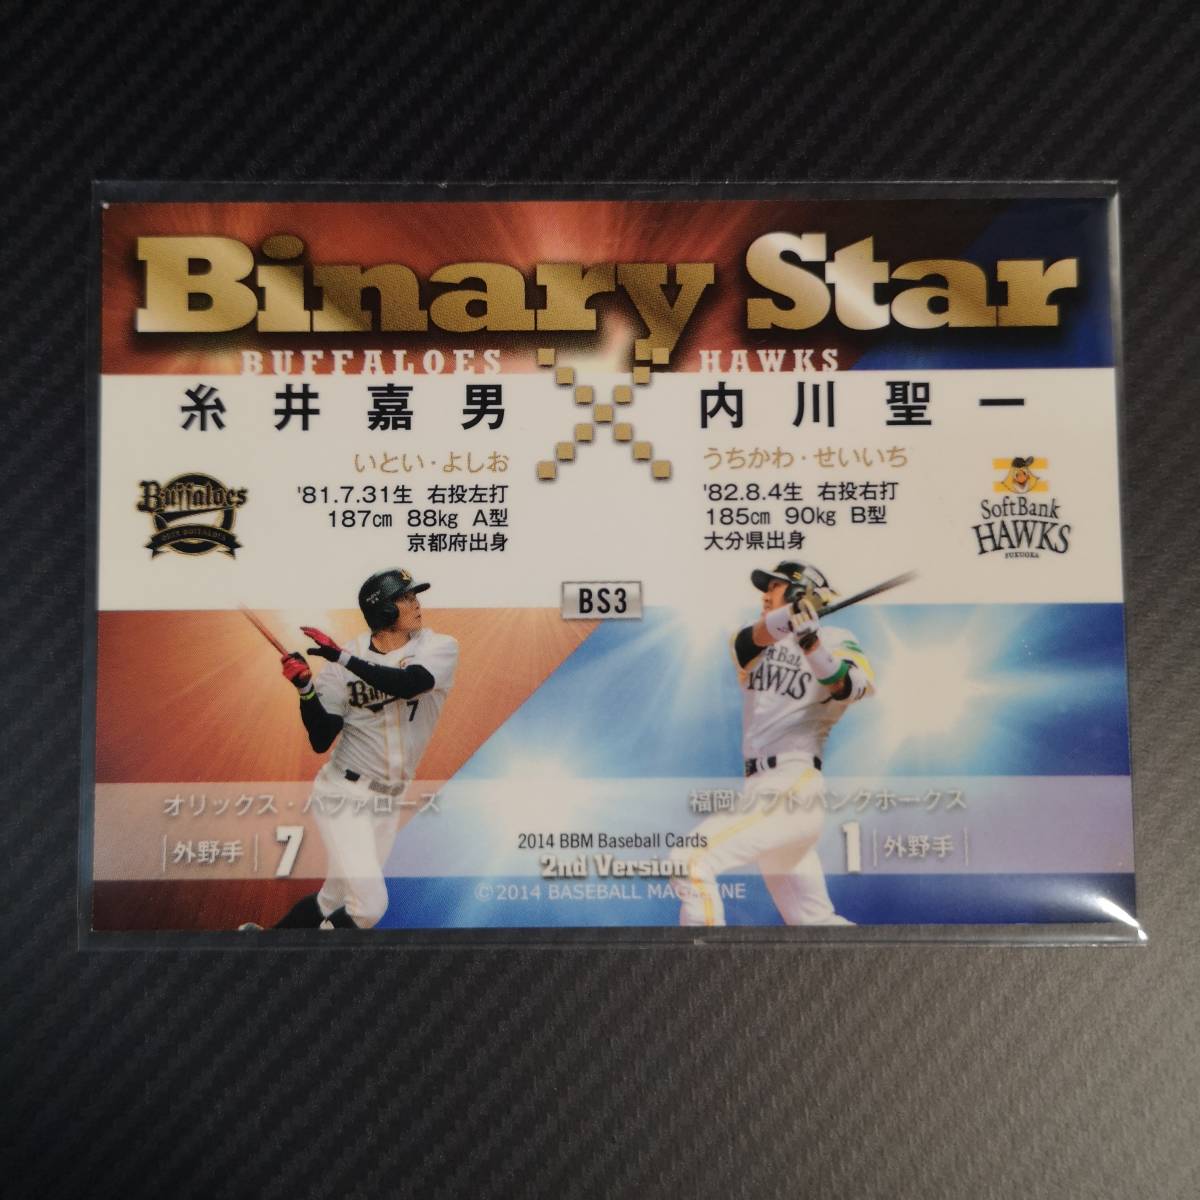 Binary Star
BUFFALOES
HAWKS
糸井嘉男
内川聖一
いとい・よしお
うちかわ・せいいち
'81.7.31生 右投左打
187cm 88kg A型
京都府出身
'82.8.4生 右投右打
185cm 90kg B型
大分県出身
Buffaloes
ORIX BUFFALOES
SoftBank
HAWKS
FUKUOKA
BS3
7
オリックス・バファローズ
外野手 7
福岡ソフトバンクホークス
1 外野手
2014 BBM Baseball Cards
2nd Version
©2014 BASEBALL MAGAZINE